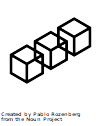 Created by Pablo Rozenberg
from the Noun Project